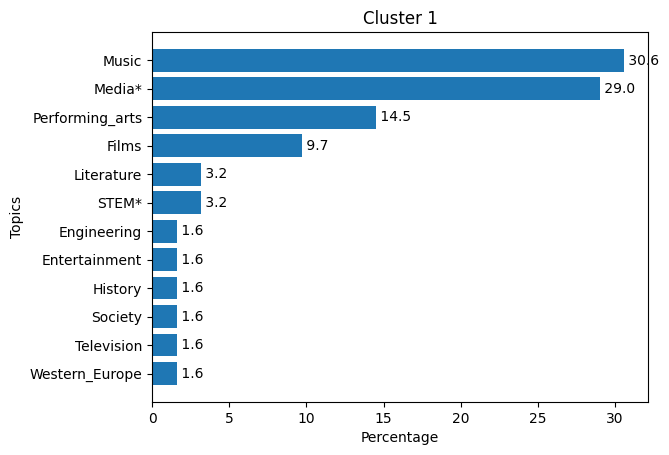 Cluster 1
Music 30.6
Media* 29.0
Performing_arts 14.5
Films 9.7
Literature 3.2
STEM* 3.2
Engineering 1.6
Entertainment 1.6
History 1.6
Society 1.6
Television 1.6
Western_Europe 1.6
Topics
0 5 10 15 20 25 30
Percentage